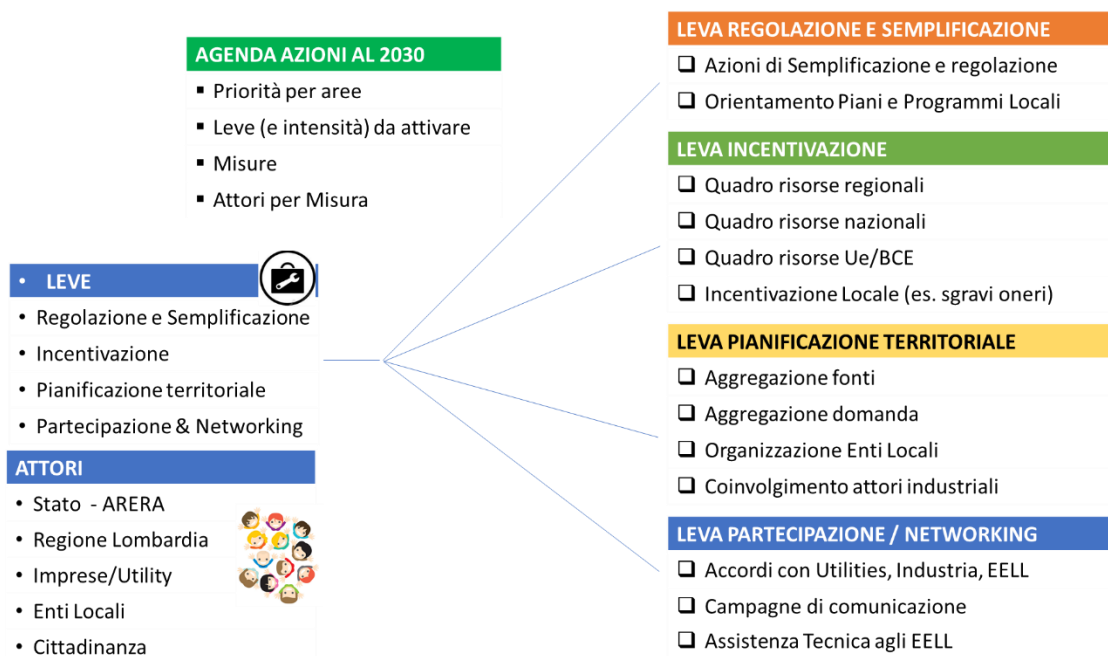 AGENDA AZIONI AL 2030
▪ Priorità per aree
▪ Leve (e intensità) da attivare
▪ Misure
▪ Attori per Misura
• LEVE
• Regolazione e Semplificazione
• Incentivazione
• Pianificazione territoriale
• Partecipazione & Networking
ATTORI
• Stato - ARERA
• Regione Lombardia
• Imprese/Utility
• Enti Locali
• Cittadinanza
LEVA REGOLAZIONE E SEMPLIFICAZIONE
❑ Azioni di Semplificazione e regolazione
❑ Orientamento Piani e Programmi Locali
LEVA INCENTIVAZIONE
❑ Quadro risorse regionali
❑ Quadro risorse nazionali
❑ Quadro risorse Ue/BCE
❑ Incentivazione Locale (es. sgravi oneri)
LEVA PIANIFICAZIONE TERRITORIALE
❑ Aggregazione fonti
❑ Aggregazione domanda
❑ Organizzazione Enti Locali
❑ Coinvolgimento attori industriali
LEVA PARTECIPAZIONE / NETWORKING
❑ Accordi con Utilities, Industria, EELL
❑ Campagne di comunicazione
❑ Assistenza Tecnica agli EELL